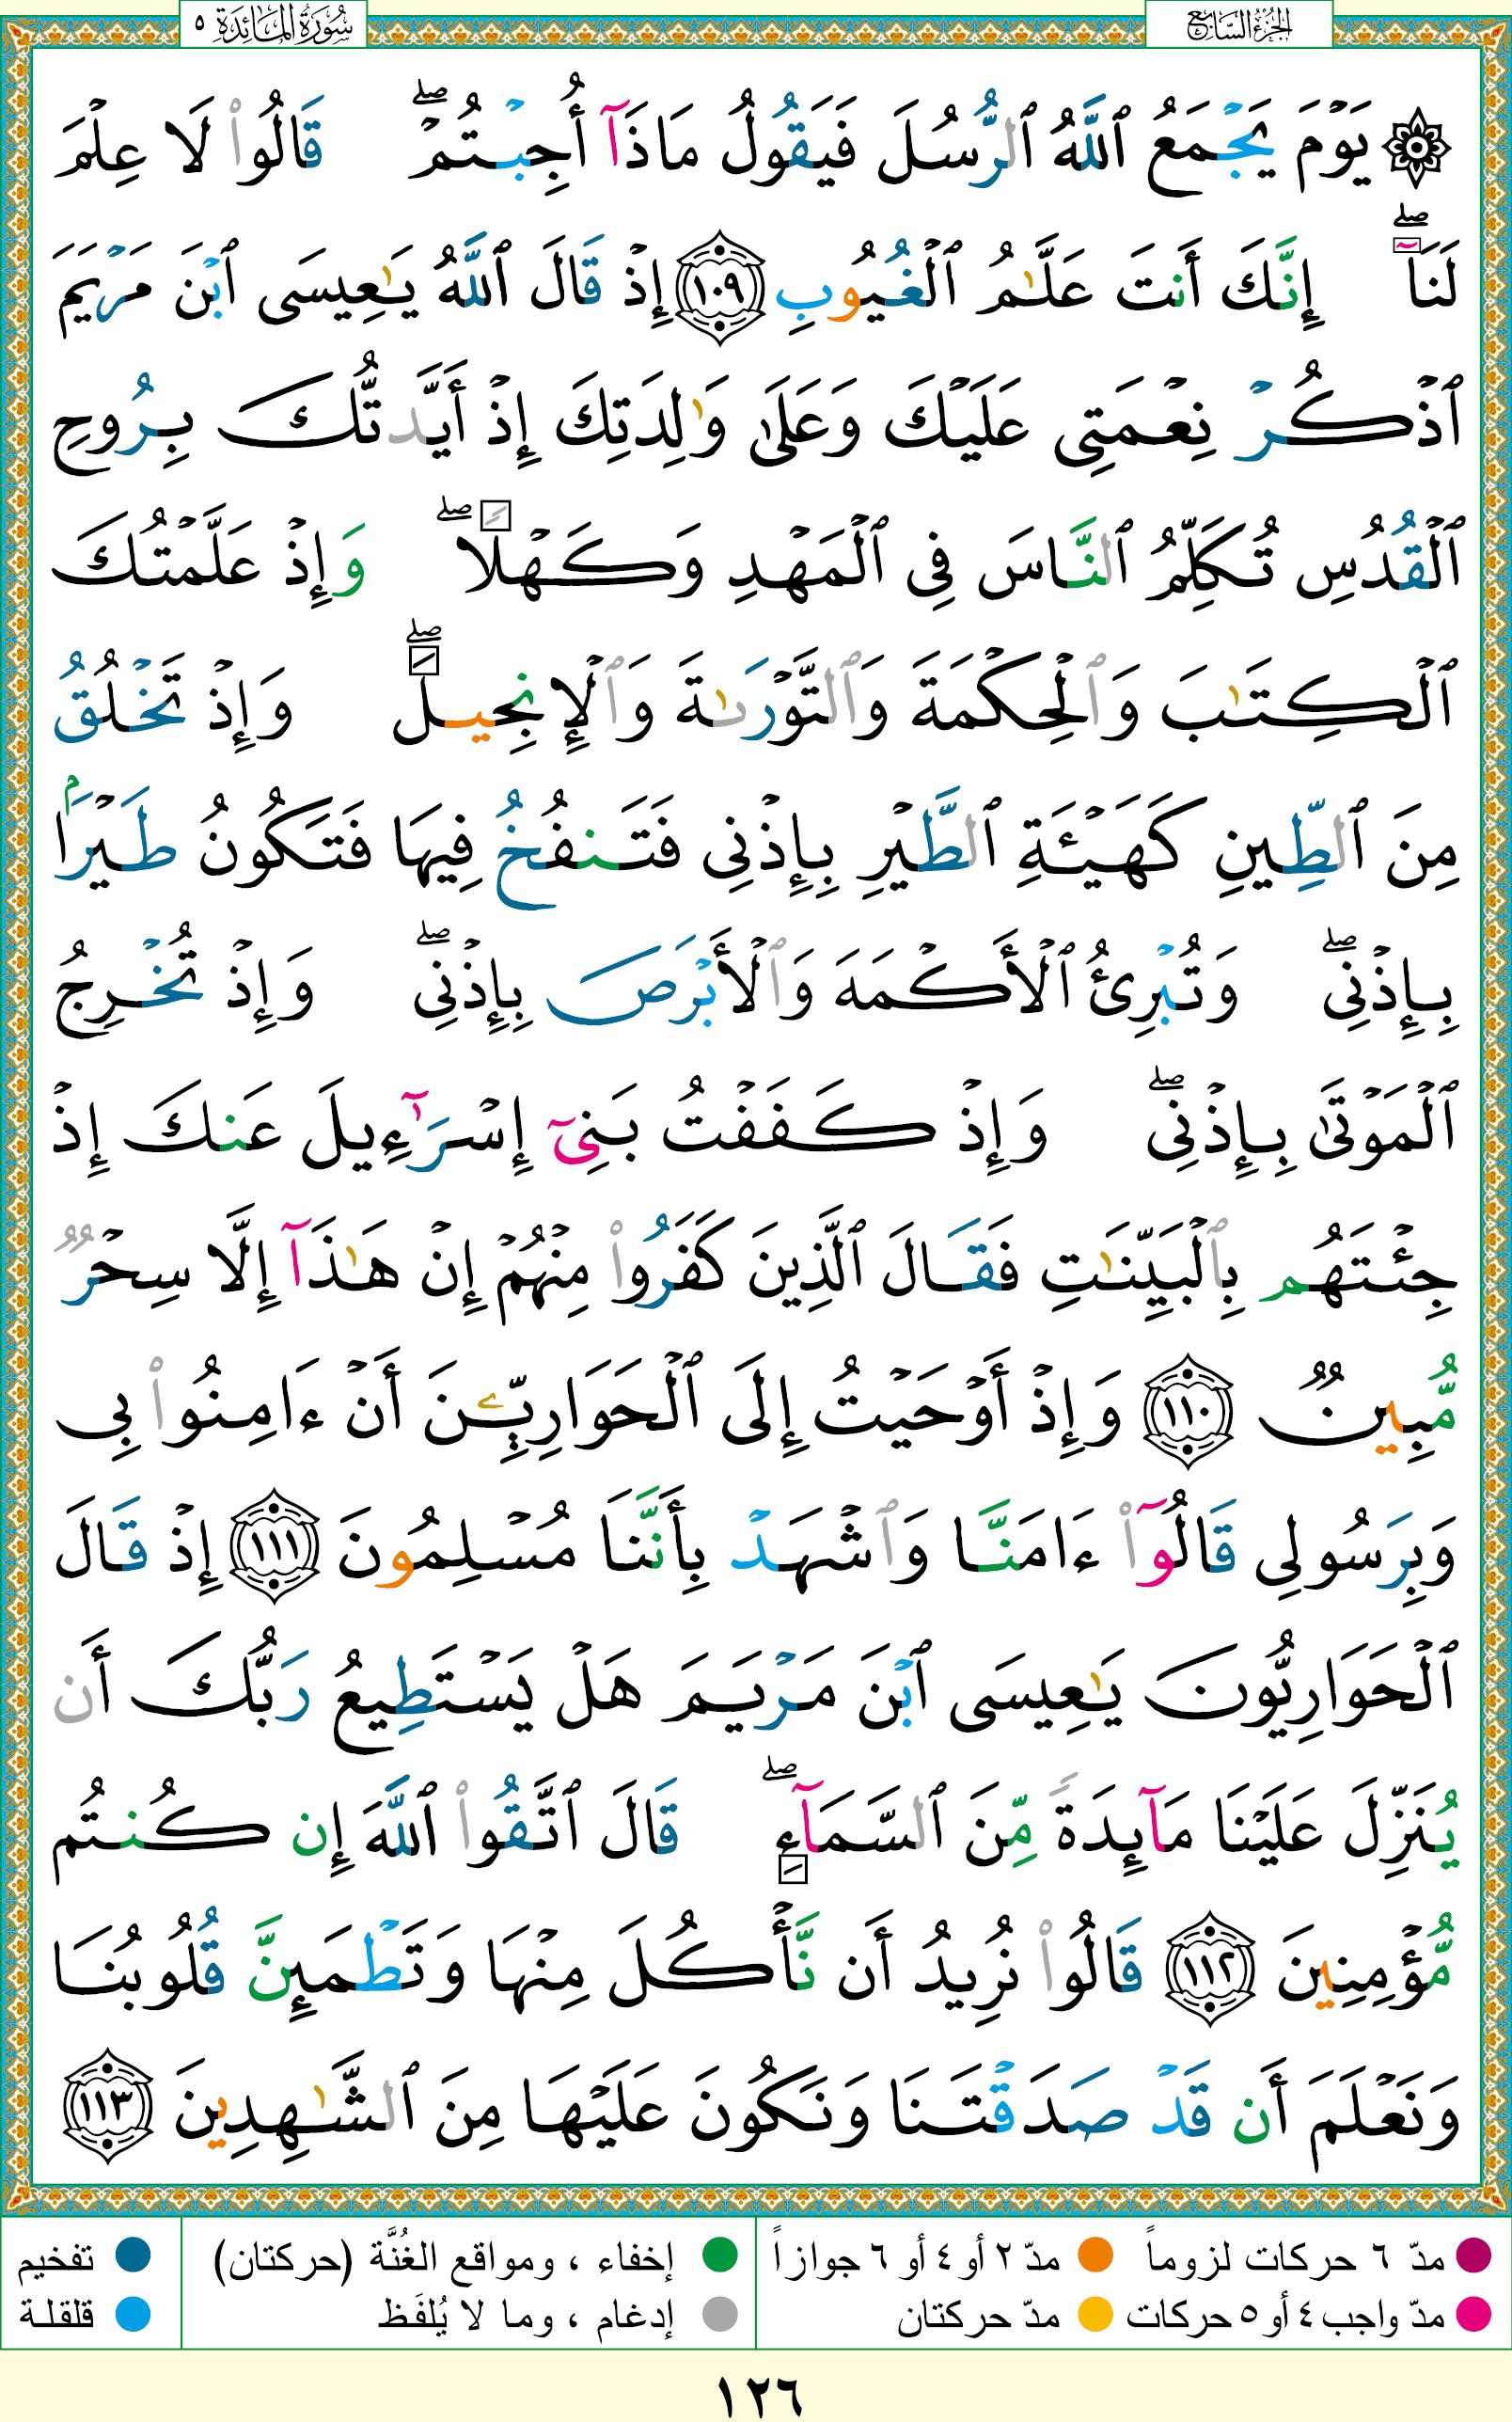 الجزء السابع
سورة المائدة ٥
۞ يَوْمَ يَجْمَعُ ٱللَّهُ ٱلرُّسُلَ فَيَقُولُ مَاذَآ أُجِبْتُمْ ۖ قَالُوا۟ لَا عِلْمَ
لَنَآ ۖ إِنَّكَ أَنتَ عَلَّـٰمُ ٱلْغُيُوبِ ١٠٩ إِذْ قَالَ ٱللَّهُ يَـٰعِيسَى ٱبْنَ مَرْيَمَ
ٱذْكُرْ نِعْمَتِى عَلَيْكَ وَعَلَىٰ وَٰلِدَتِكَ إِذْ أَيَّدتُّكَ بِرُوحِ
ٱلْقُدُسِ تُكَلِّمُ ٱلنَّاسَ فِى ٱلْمَهْدِ وَكَهْلًا ۖ وَإِذْ عَلَّمْتُكَ
ٱلْكِتَـٰبَ وَٱلْحِكْمَةَ وَٱلتَّوْرَىٰةَ وَٱلْإِنجِيلَ ۖ وَإِذْ تَخْلُقُ
مِنَ ٱلطِّينِ كَهَيْـَٔةِ ٱلطَّيْرِ بِإِذْنِى فَتَنفُخُ فِيهَا فَتَكُونُ طَيْرًۢا
بِإِذْنِى ۖ وَتُبْرِئُ ٱلْأَكْمَهَ وَٱلْأَبْرَصَ بِإِذْنِى ۖ وَإِذْ تُخْرِجُ
ٱلْمَوْتَىٰ بِإِذْنِى ۖ وَإِذْ كَفَفْتُ بَنِىٓ إِسْرَٰٓءِيلَ عَنكَ إِذْ
جِئْتَهُم بِٱلْبَيِّنَـٰتِ فَقَالَ ٱلَّذِينَ كَفَرُوا۟ مِنْهُمْ إِنْ هَـٰذَآ إِلَّا سِحْرٌ
مُّبِينٌ ١١٠ وَإِذْ أَوْحَيْتُ إِلَى ٱلْحَوَارِيِّـۧنَ أَنْ ءَامِنُوا۟ بِى
وَبِرَسُولِى قَالُوٓا۟ ءَامَنَّا وَٱشْهَدْ بِأَنَّنَا مُسْلِمُونَ ١١١ إِذْ قَالَ
ٱلْحَوَارِيُّونَ يَـٰعِيسَى ٱبْنَ مَرْيَمَ هَلْ يَسْتَطِيعُ رَبُّكَ أَن
يُنَزِّلَ عَلَيْنَا مَآئِدَةً مِّنَ ٱلسَّمَآءِ ۖ قَالَ ٱتَّقُوا۟ ٱللَّهَ إِن كُنتُم
مُّؤْمِنِينَ ١١٢ قَالُوا۟ نُرِيدُ أَن نَّأْكُلَ مِنْهَا وَتَطْمَئِنَّ قُلُوبُنَا
وَنَعْلَمَ أَن قَدْ صَدَقْتَنَا وَنَكُونَ عَلَيْهَا مِنَ ٱلشَّـٰهِدِينَ ١١٣
مدّ ٦ حركات لزوماً مدّ ٢ أو ٤ أو ٦ جوازاً إخفاء ، ومواقع الغُنَّة (حركتان) تفخيم
مدّ واجب ٤ أو ٥ حركات مدّ حركتان إدغام ، وما لا يُلفَظ قلقلة
١٢٦